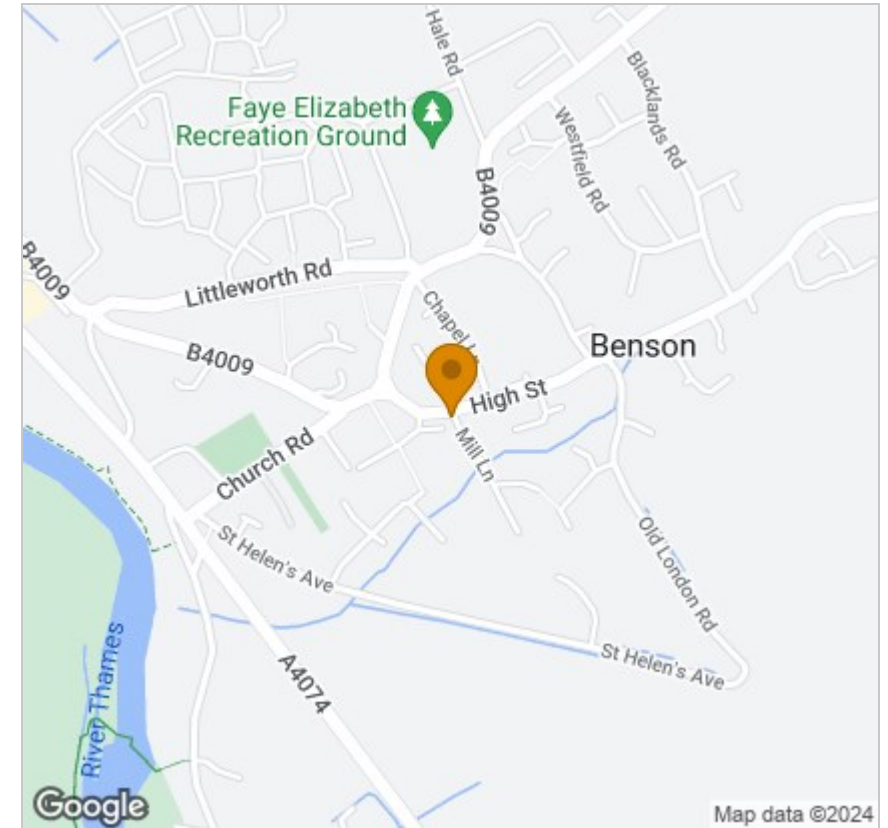 Hale Rd
Faye Elizabeth
Recreation Ground
Blacklands Rd
Westfield Rd
B4009
B4009
Littleworth Rd
Chapel Ln
Benson
B4009
High St
Church Rd
Mill Ln
St Helen's Ave
Old London Rd
River Thames
A4074
St Helen's Ave
Google
Map data ©2024